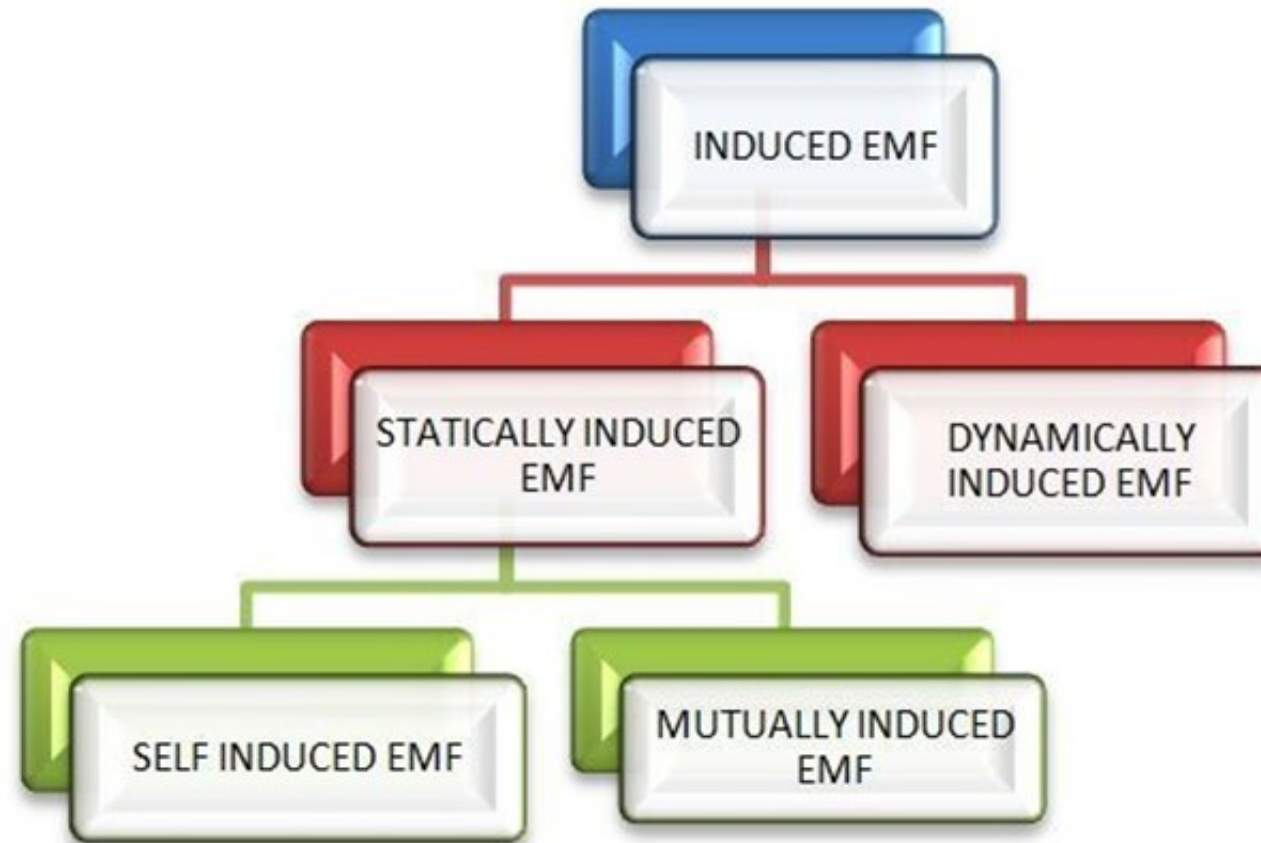 INDUCED EMF
STATICALLY INDUCED
EMF
DYNAMICALLY
INDUCED EMF
SELF INDUCED EMF
MUTUALLY INDUCED
EMF